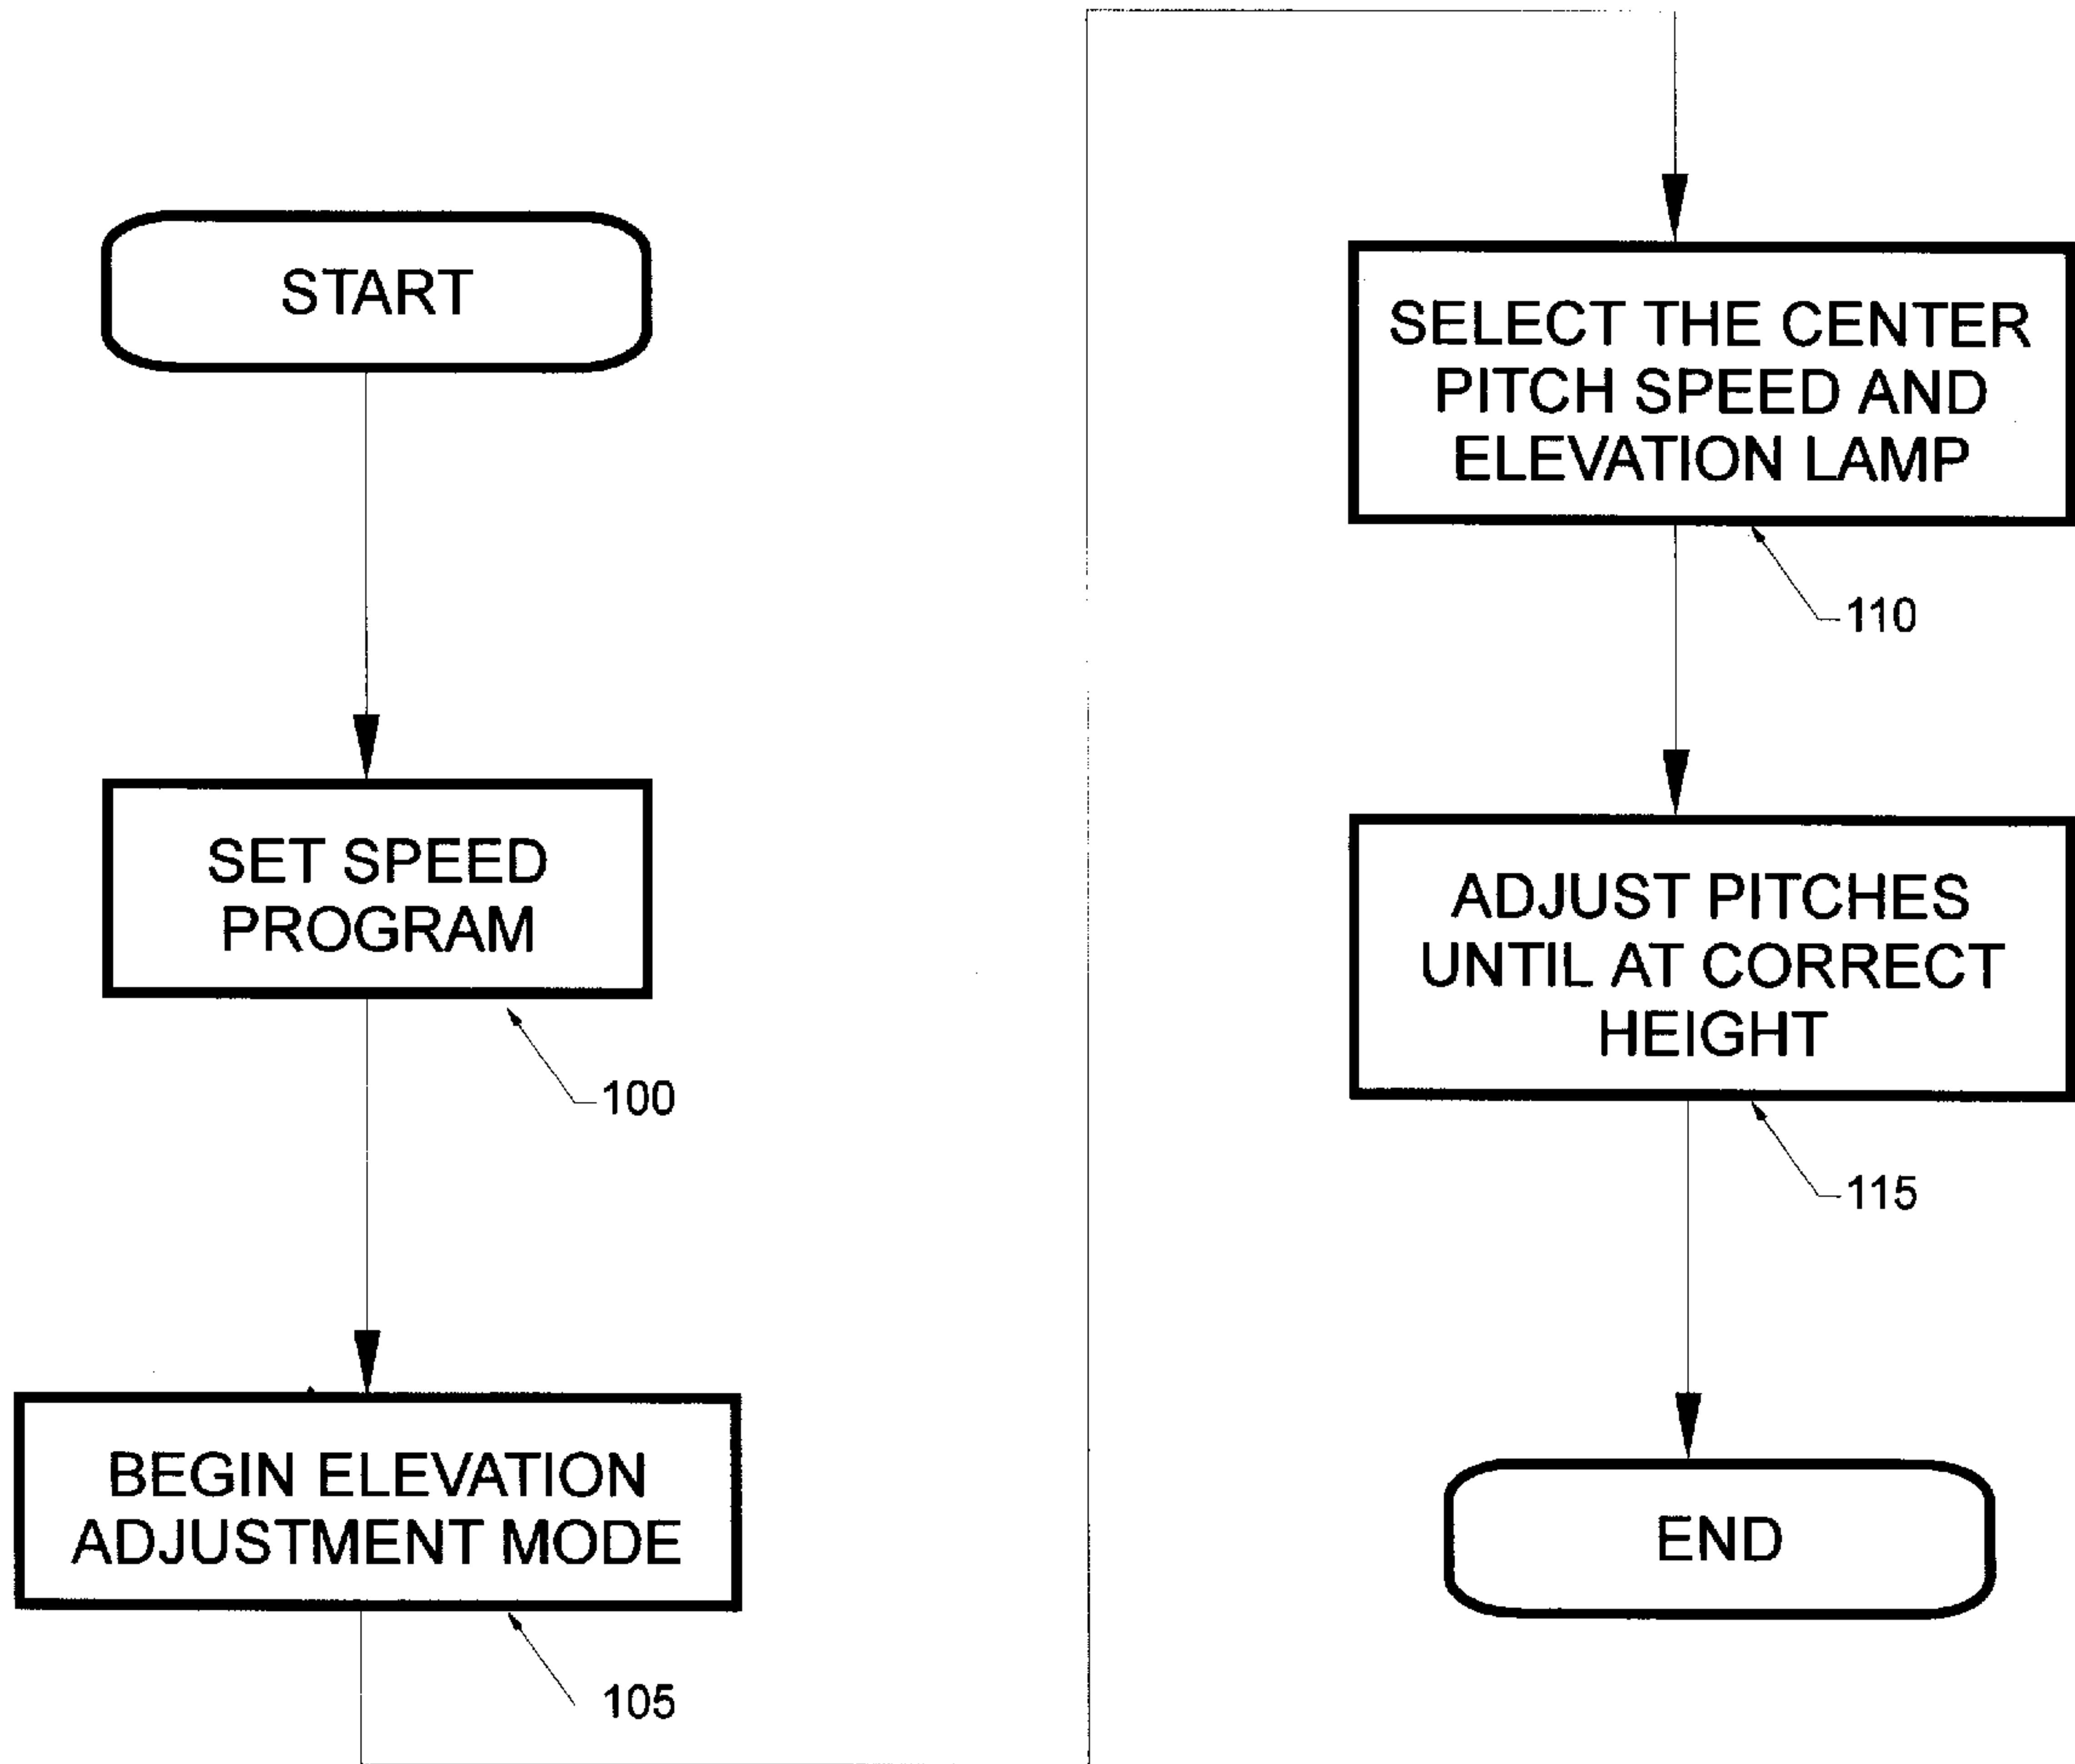 START
SET SPEED
PROGRAM
100
BEGIN ELEVATION
ADJUSTMENT MODE
105
SELECT THE CENTER
PITCH SPEED AND
ELEVATION LAMP
110
ADJUST PITCHES
UNTIL AT CORRECT
HEIGHT
115
END